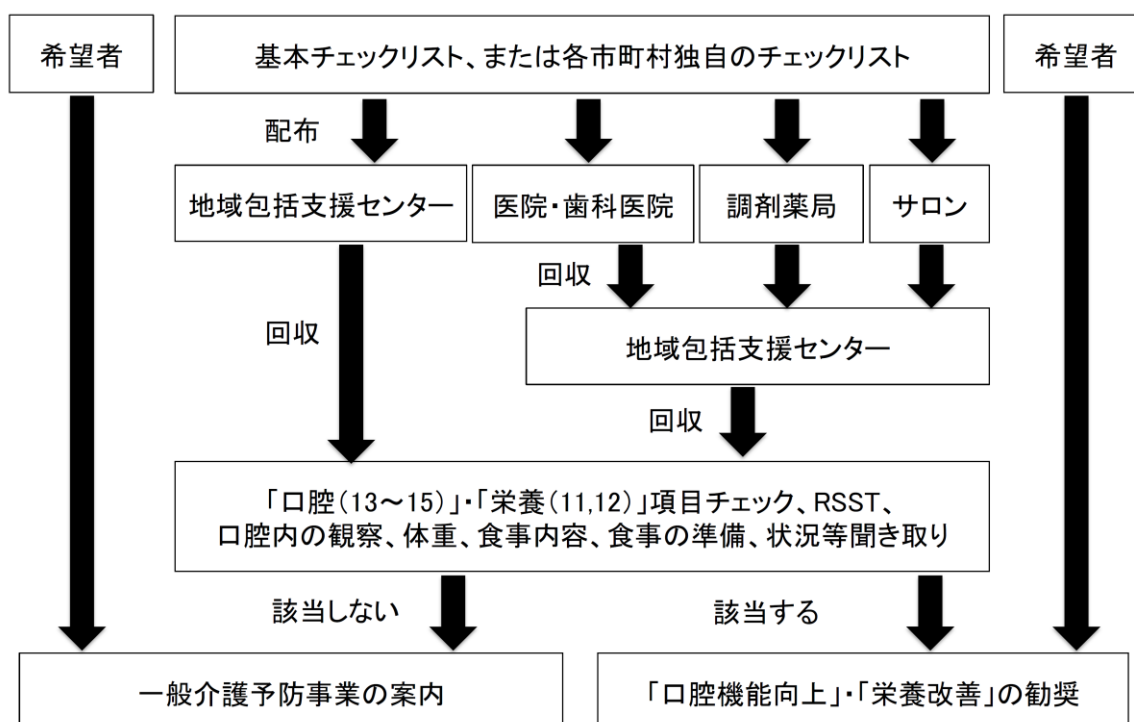 希望者
基本チェックリスト、または各市町村独自のチェックリスト
希望者
配布
地域包括支援センター
医院・歯科医院
調剤薬局
サロン
回収
回収
地域包括支援センター
回収
「口腔(13～15)」・「栄養(11,12)」項目チェック、RSST、
口腔内の観察、体重、食事内容、食事の準備、状況等聞き取り
該当しない
該当する
一般介護予防事業の案内
「口腔機能向上」・「栄養改善」の勧奨